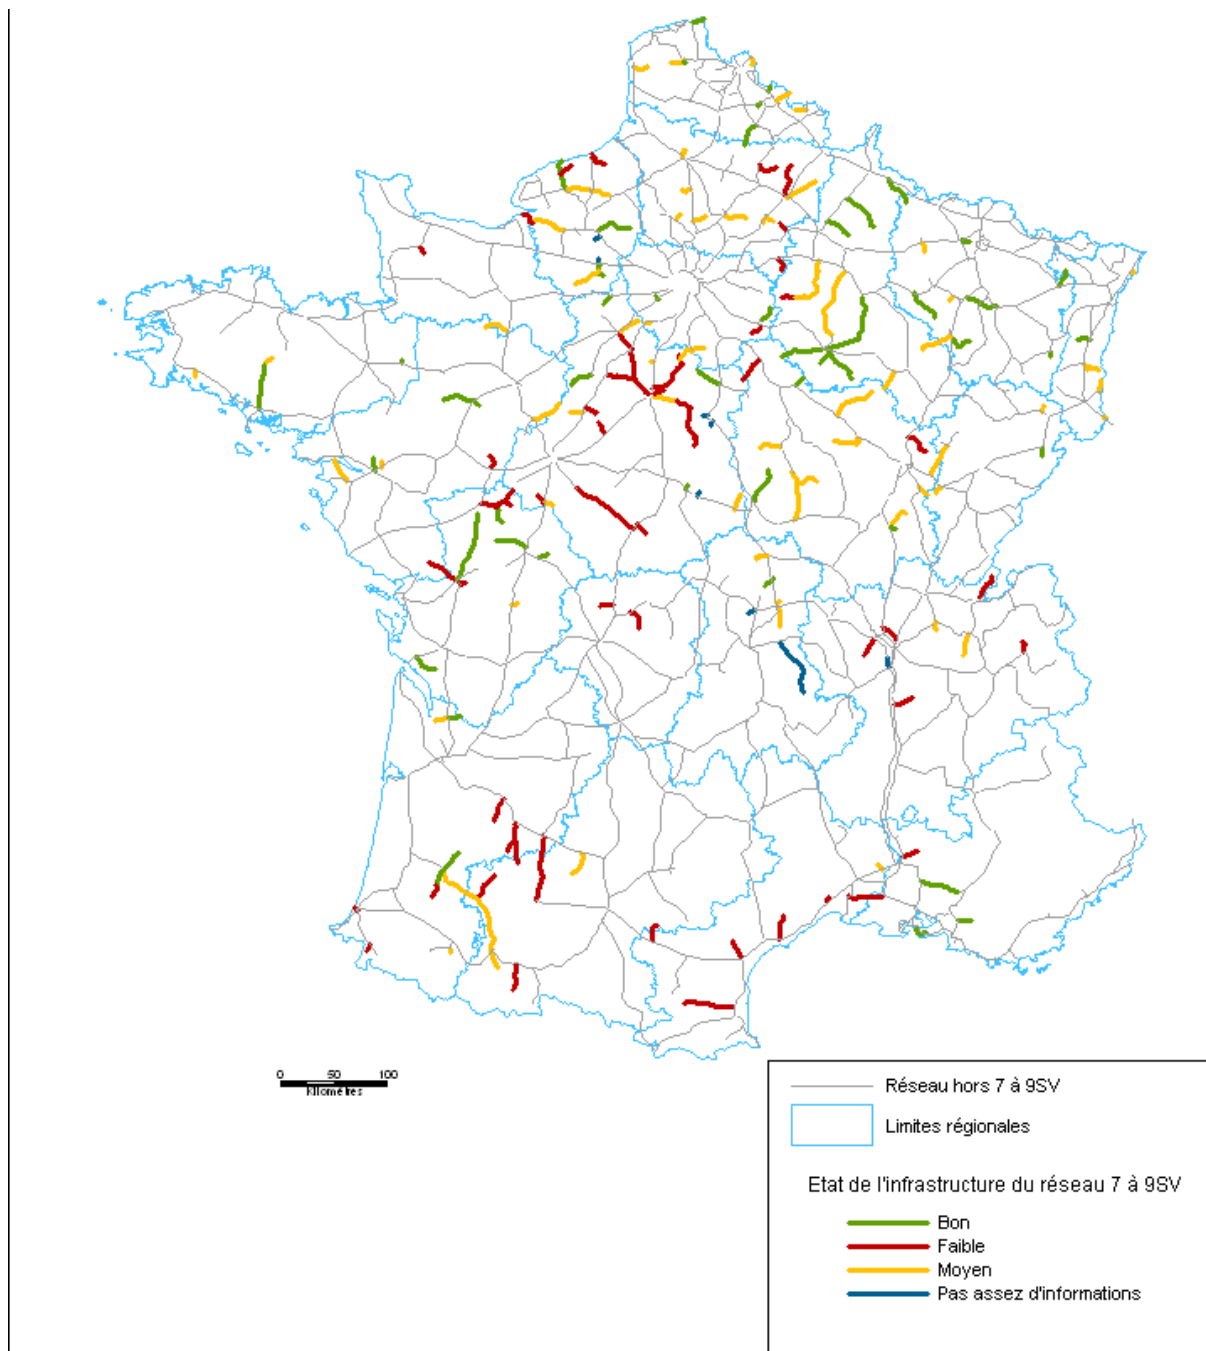 0 50 100
kilomètres
Réseau hors 7 à 9SV
Limites régionales
Etat de l'infrastructure du réseau 7 à 9SV
Bon
Faible
Moyen
Pas assez d'informations